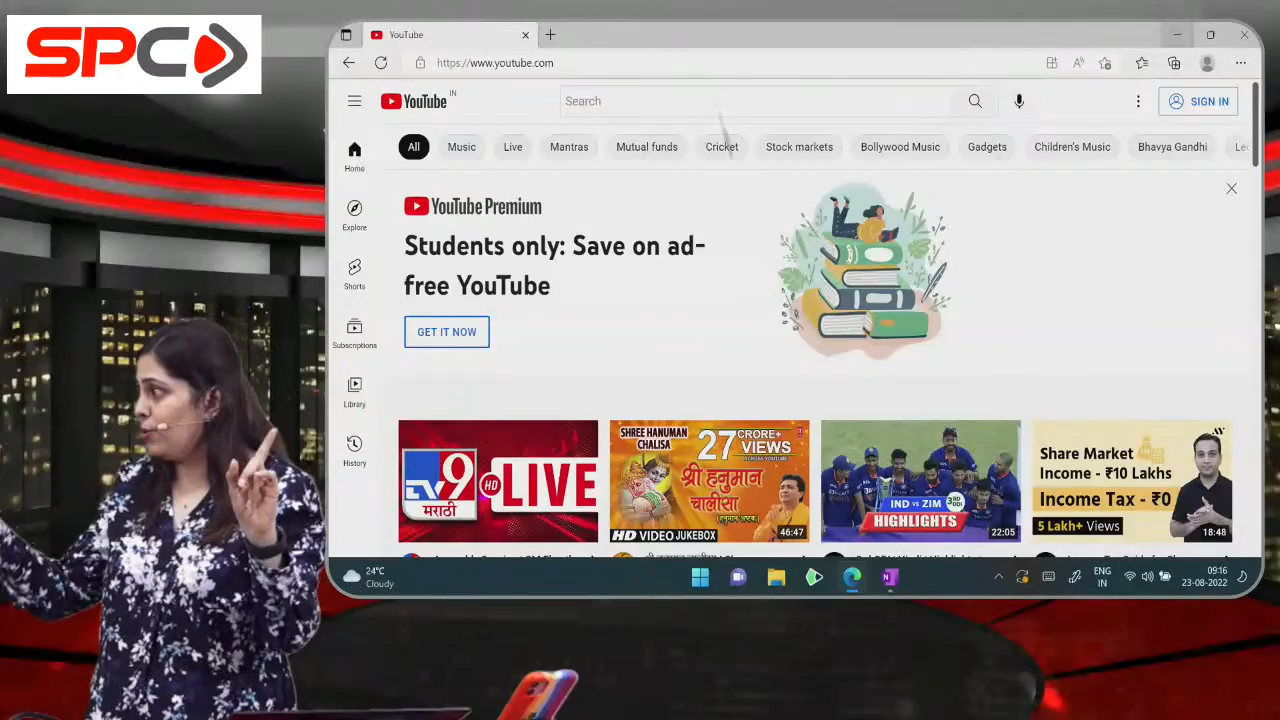 SPC
YouTube
https://www.youtube.com
YouTube IN
Search
SIGN IN
All
Music
Live
Mantras
Mutual funds
Cricket
Stock markets
Bollywood Music
Gadgets
Children's Music
Bhavya Gandhi
Home
Explore
Shorts
Subscriptions
Library
History
YouTube Premium
Students only: Save on ad-
free YouTube
GET IT NOW
TV9
मराठी
HD LIVE
SHREE HANUMAN
CHALISA
27 CRORE+
VIEWS
श्री हनुमान
चालीसा
HD VIDEO JUKEBOX
46:47
IND vs ZIM 3RD ODI
HIGHLIGHTS
22:05
Share Market
Income - ₹10 Lakhs
Income Tax - ₹0
5 Lakh+ Views
18:48
24°C
Cloudy
ENG
IN
09:16
23-08-2022